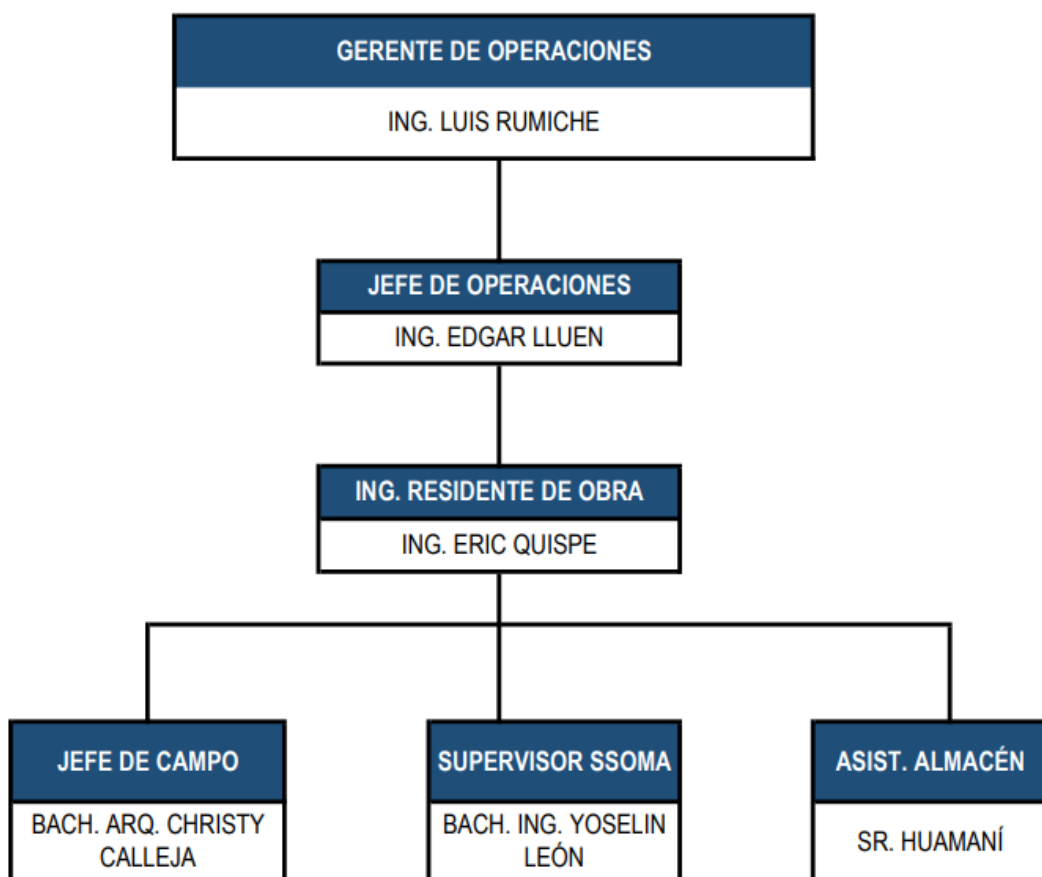 GERENTE DE OPERACIONES
ING. LUIS RUMICHE
JEFE DE OPERACIONES
ING. EDGAR LLUEN
ING. RESIDENTE DE OBRA
ING. ERIC QUISPE
JEFE DE CAMPO
BACH. ARQ. CHRISTY
CALLEJA
SUPERVISOR SSOMA
BACH. ING. YOSELIN
LEÓN
ASIST. ALMACÉN
SR. HUAMANÍ